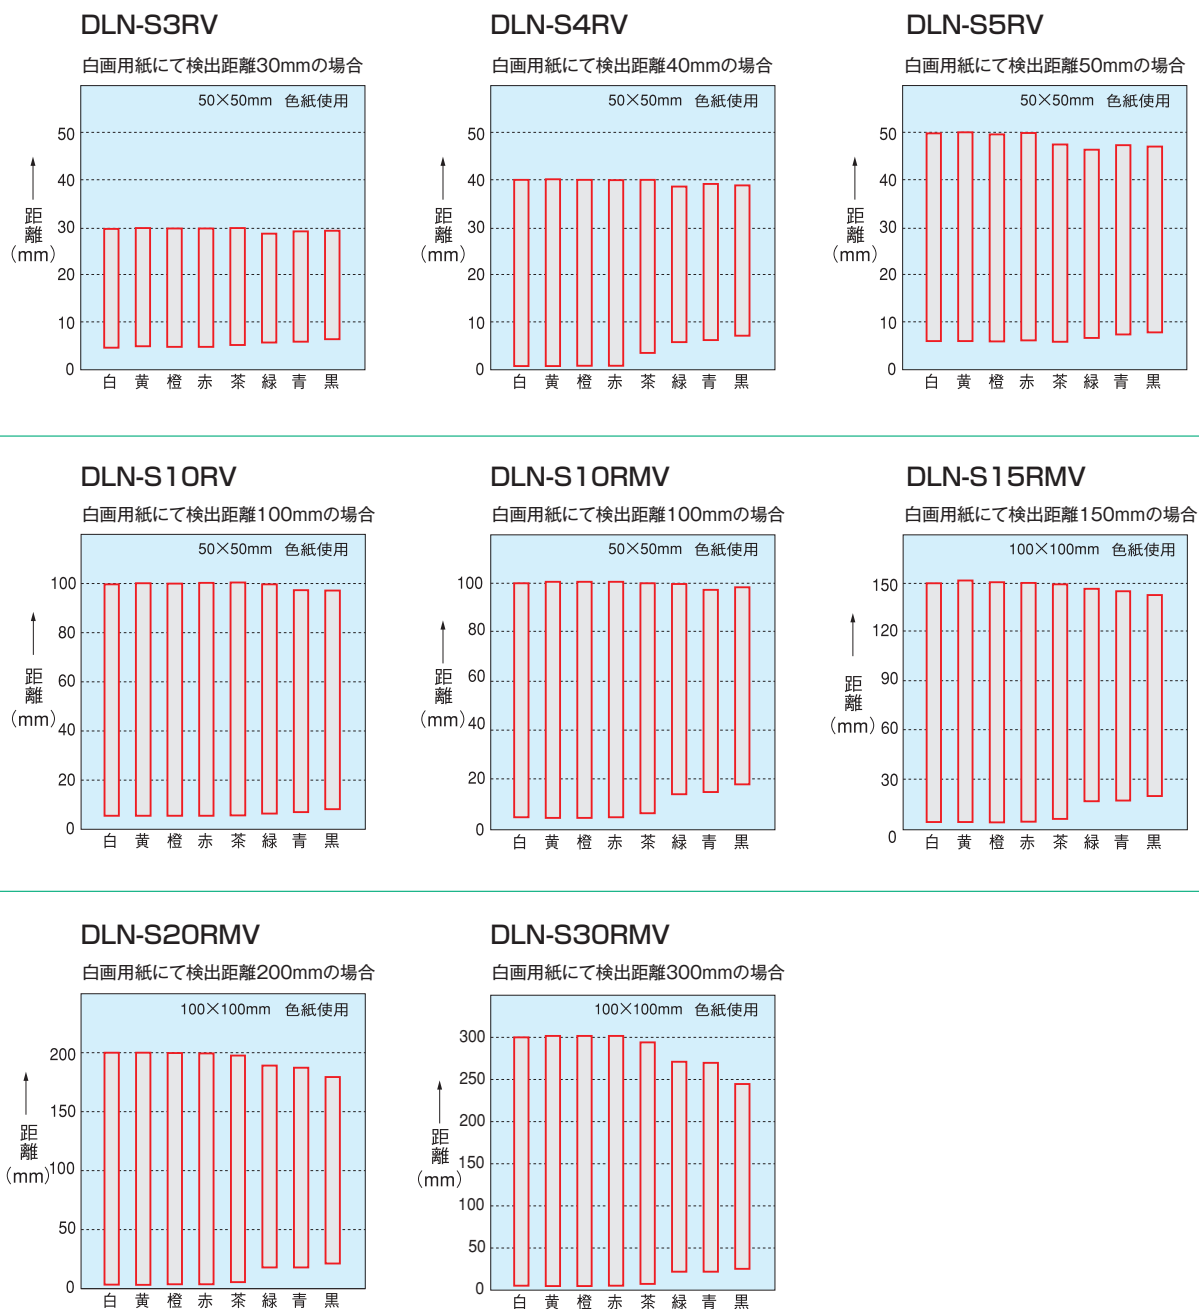 DLN-S3RV
白画用紙にて検出距離30mmの場合
50×50mm 色紙使用
50
40
30
20
10
0
距離
(mm)
白 黄 橙 赤 茶 緑 青 黒
DLN-S4RV
白画用紙にて検出距離40mmの場合
50×50mm 色紙使用
50
40
30
20
10
0
距離
(mm)
白 黄 橙 赤 茶 緑 青 黒
DLN-S5RV
白画用紙にて検出距離50mmの場合
50×50mm 色紙使用
50
40
30
20
10
0
距離
(mm)
白 黄 橙 赤 茶 緑 青 黒
DLN-S10RV
白画用紙にて検出距離100mmの場合
50×50mm 色紙使用
100
80
60
40
20
0
距離
(mm)
白 黄 橙 赤 茶 緑 青 黒
DLN-S10RMV
白画用紙にて検出距離100mmの場合
50×50mm 色紙使用
100
80
60
40
20
0
距離
(mm)
白 黄 橙 赤 茶 緑 青 黒
DLN-S15RMV
白画用紙にて検出距離150mmの場合
100×100mm 色紙使用
150
120
90
60
30
0
距離
(mm)
白 黄 橙 赤 茶 緑 青 黒
DLN-S20RMV
白画用紙にて検出距離200mmの場合
100×100mm 色紙使用
200
150
100
50
0
距離
(mm)
白 黄 橙 赤 茶 緑 青 黒
DLN-S30RMV
白画用紙にて検出距離300mmの場合
100×100mm 色紙使用
300
250
200
150
100
50
0
距離
(mm)
白 黄 橙 赤 茶 緑 青 黒